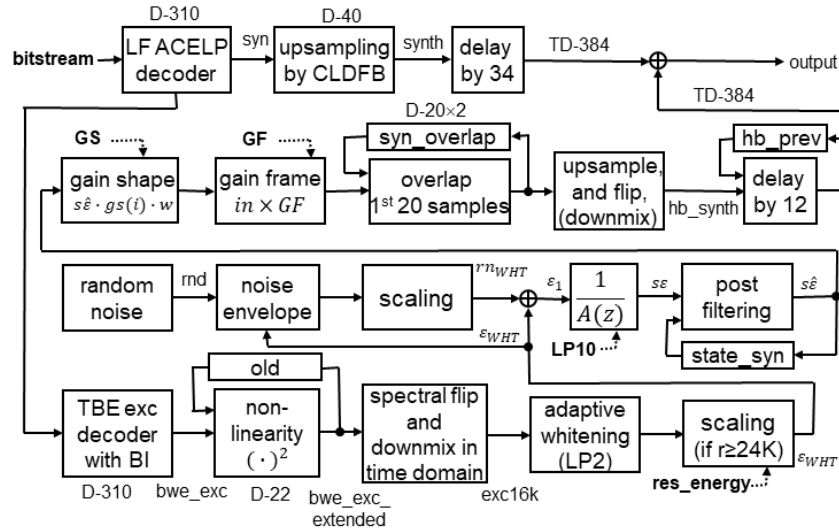 D-310
D-40
bitstream
LF ACELP
decoder
syn
upsampling
by CLDFB
synth
delay
by 34
TD-384
⊕
output
TD-384
D-20×2
GS
GF
syn_overlap
hb_prev
gain shape
sε̂ · gs(i) · w
gain frame
in × GF
overlap
1st 20 samples
upsample,
and flip,
(downmix)
hb_synth
delay
by 12
random
noise
rnd
noise
envelope
scaling
rn_WHT
⊕
ε_1
1
A(z)
sε
post
filtering
sε̂
ε_WHT
LP10
state_syn
old
TBE exc
decoder
with BI
non-
linearity
(·)²
spectral flip
and
downmix in
time domain
adaptive
whitening
(LP2)
scaling
(if r≥24K)
ε_WHT
res_energy
D-310
bwe_exc
D-22
bwe_exc_
extended
exc16k